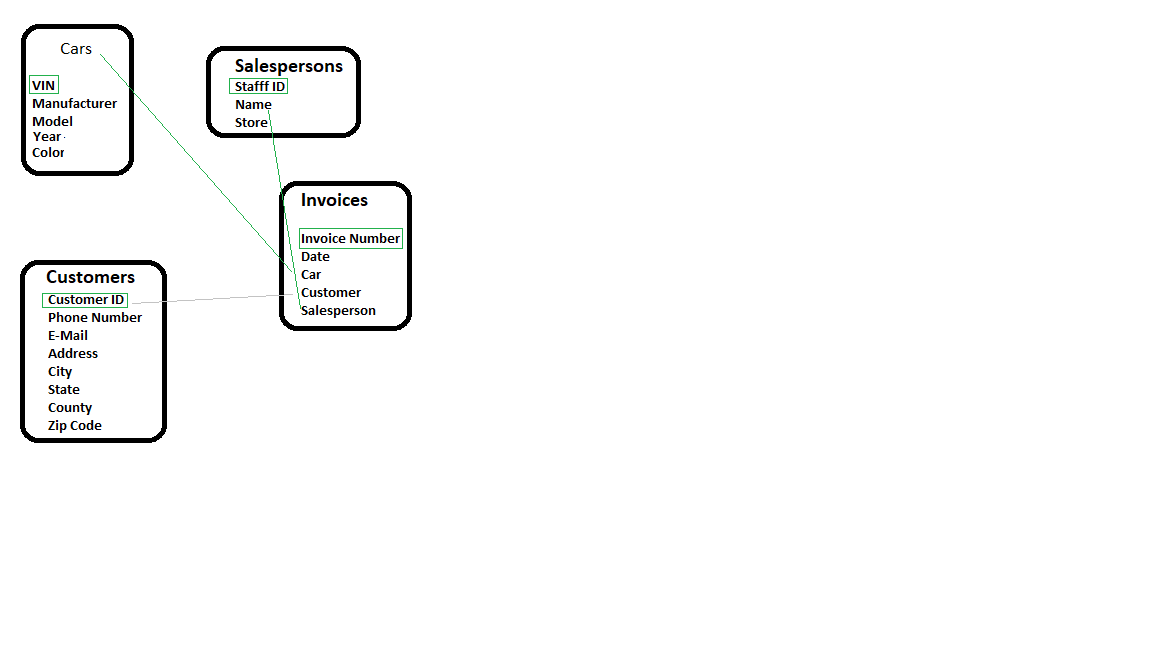 Cars
VIN
Manufacturer
Model
Year
Color
Salespersons
Stafff ID
Name
Store
Invoices
Invoice Number
Date
Car
Customer
Salesperson
Customers
Customer ID
Phone Number
E-Mail
Address
City
State
County
Zip Code